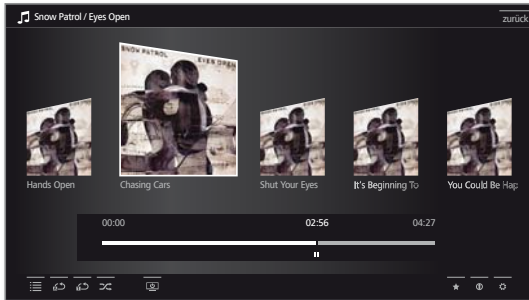 Snow Patrol / Eyes Open
zurück
SNOW PATROL EYES OPEN
Hands Open
Chasing Cars
Shut Your Eyes
It's Beginning To
You Could Be Hap
00:00
02:56
04:27